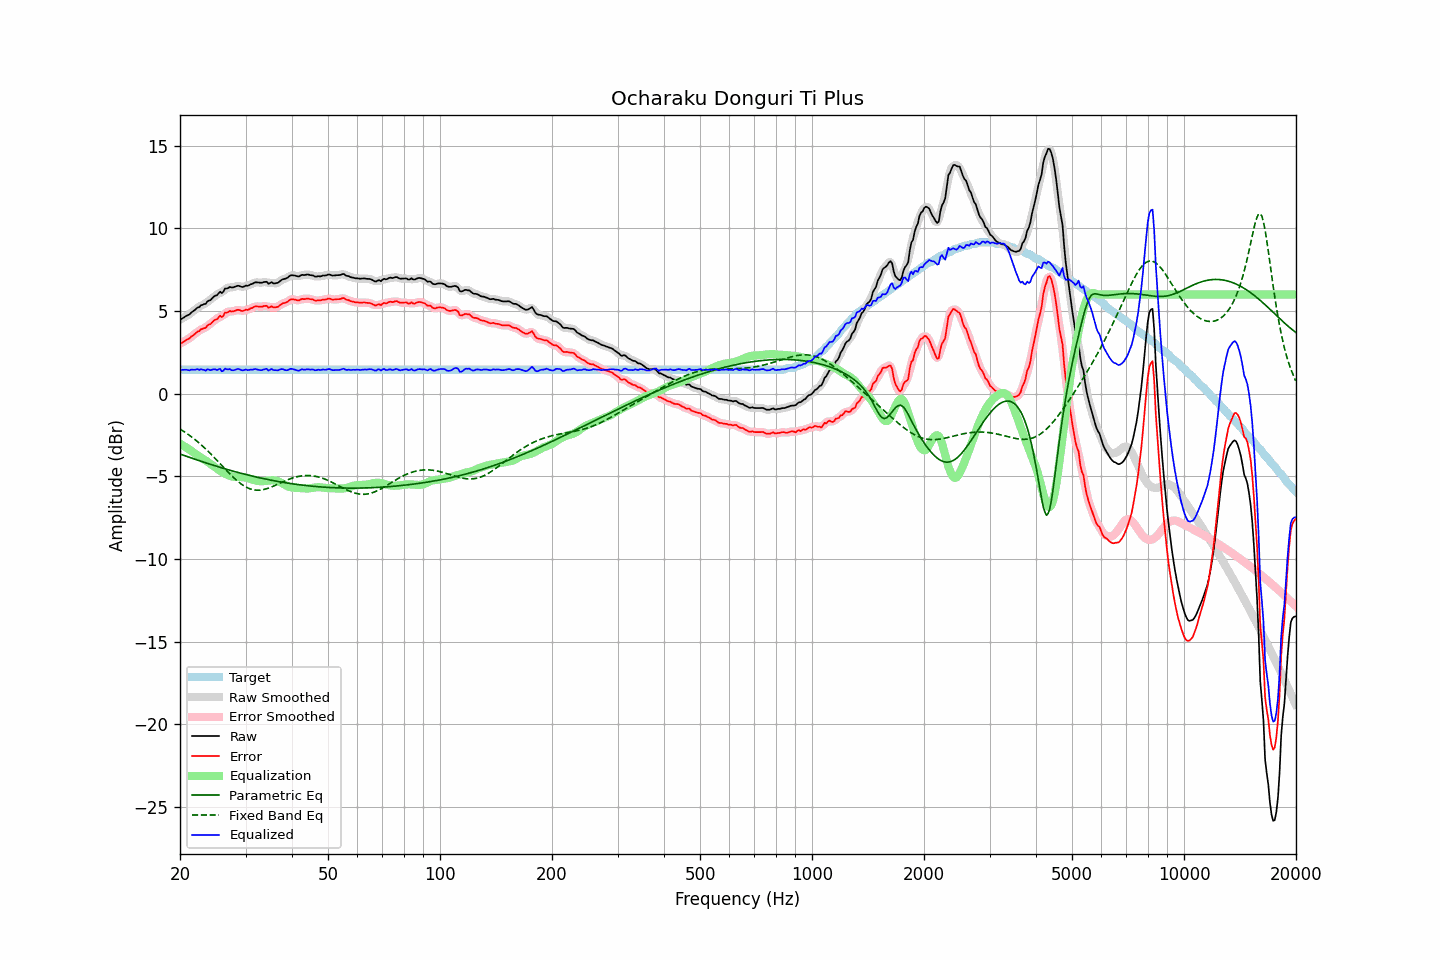 Ocharaku Donguri Ti Plus
Amplitude (dBr)
15
10
5
0
−5
−10
−15
−20
−25
Target
Raw Smoothed
Error Smoothed
Raw
Error
Equalization
Parametric Eq
Fixed Band Eq
Equalized
20 50 100 200 500 1000 2000 5000 10000 20000
Frequency (Hz)